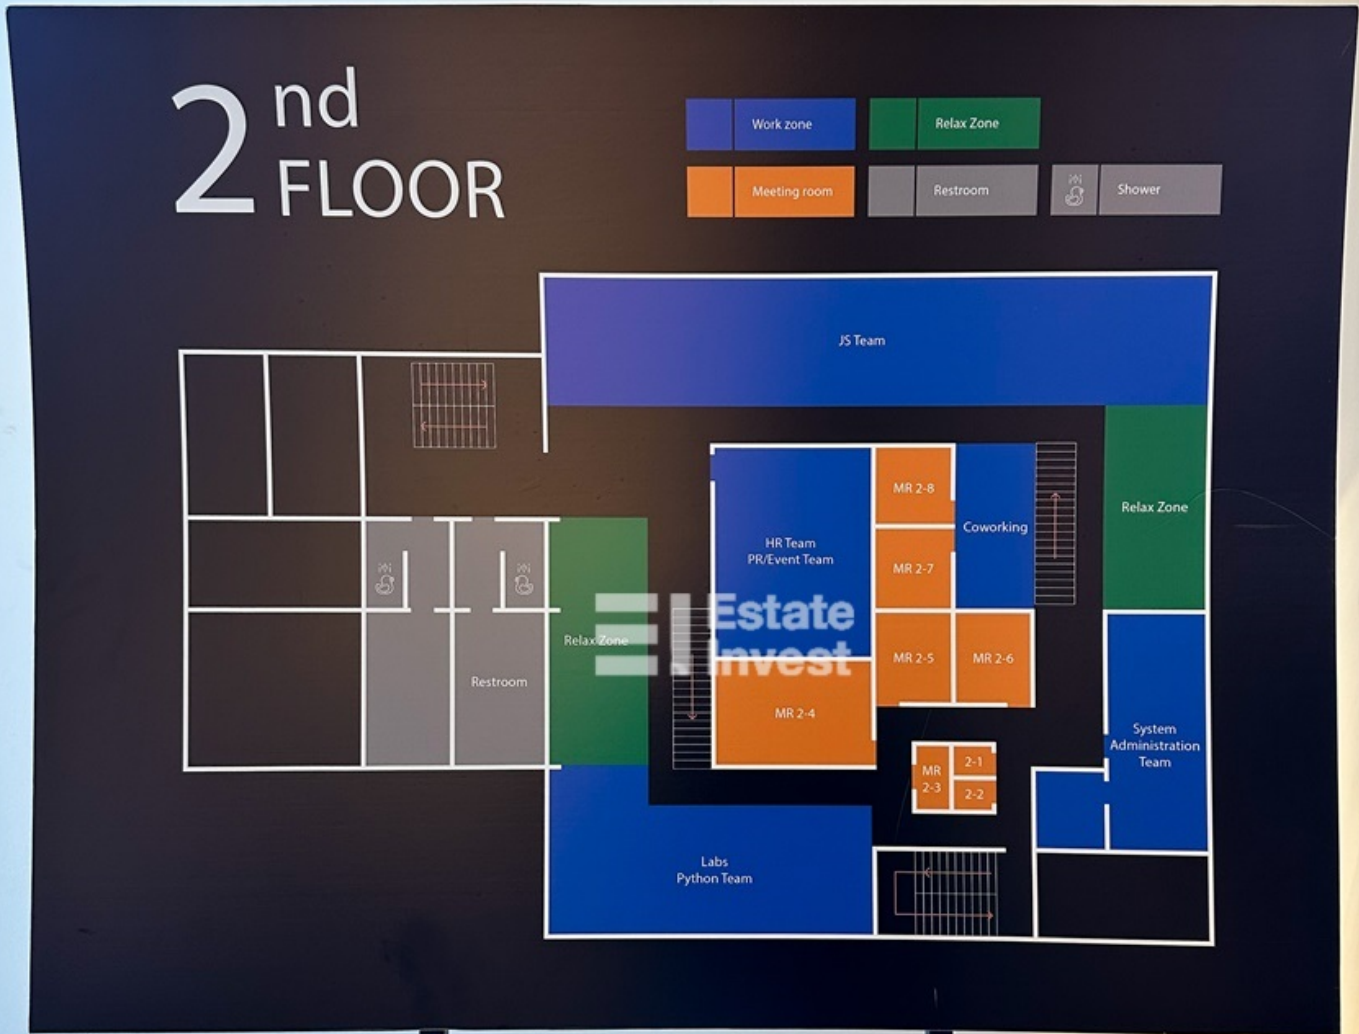 2nd
FLOOR
Work zone
Relax Zone
Meeting room
Restroom
Shower
JS Team
Relax Zone
MR 2-8
Coworking
HR Team
PR/Event Team
MR 2-7
Estate
Invest
Relax Zone
MR 2-5
MR 2-6
Restroom
MR 2-4
System
Administration
Team
MR
2-3
2-1
2-2
Labs
Python Team